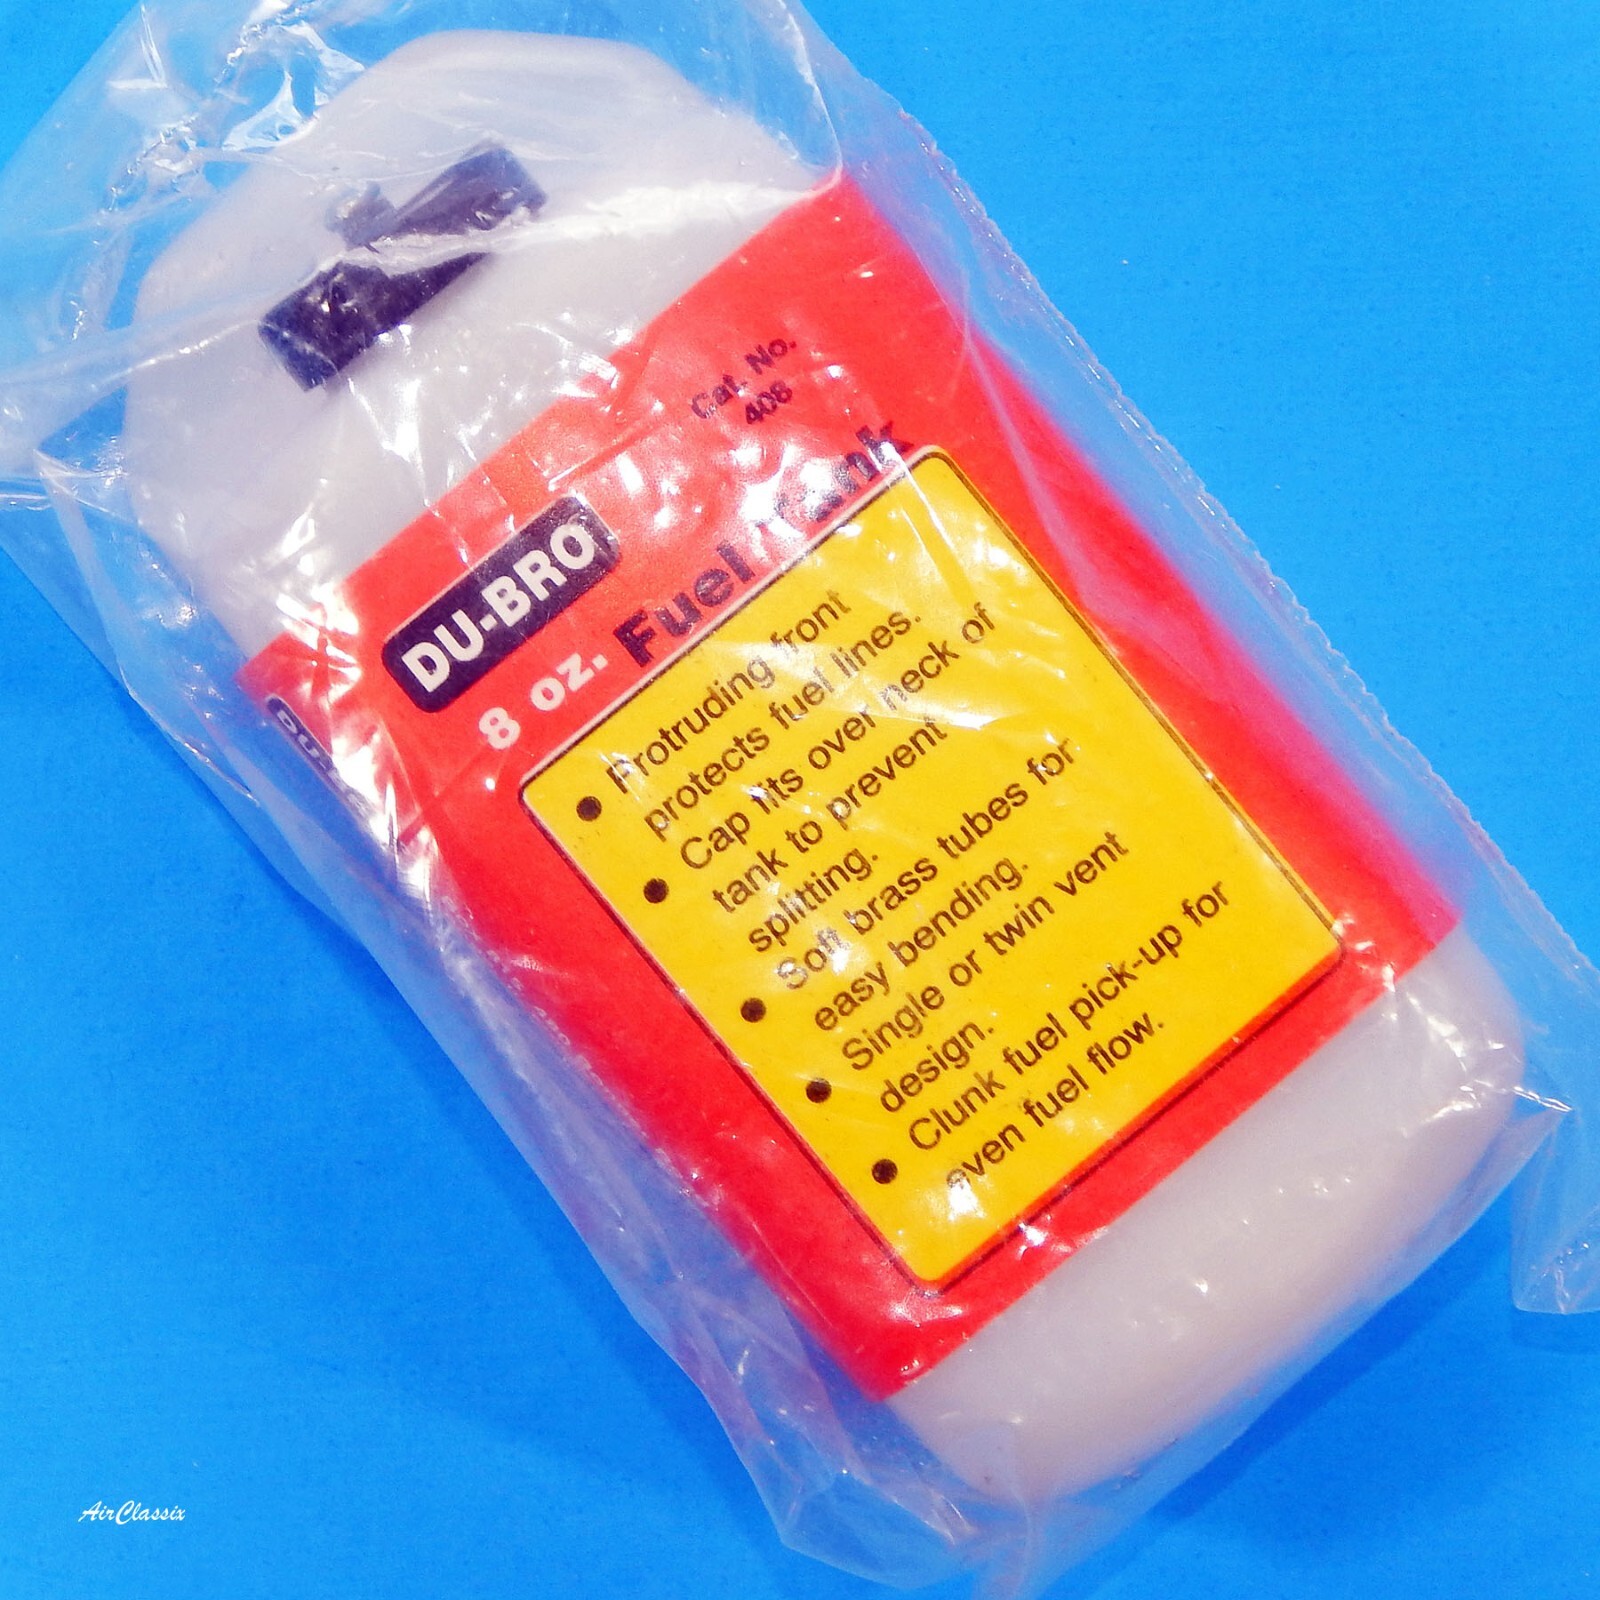 Cat. No.
408
DU-BRO
8 oz. Fuel Tank
● Protruding front
protects fuel lines.
● Cap fits over neck of
tank to prevent
splitting.
● Soft brass tubes for
easy bending.
● Single or twin vent
design.
● Clunk fuel pick-up for
even fuel flow.
AirClassix